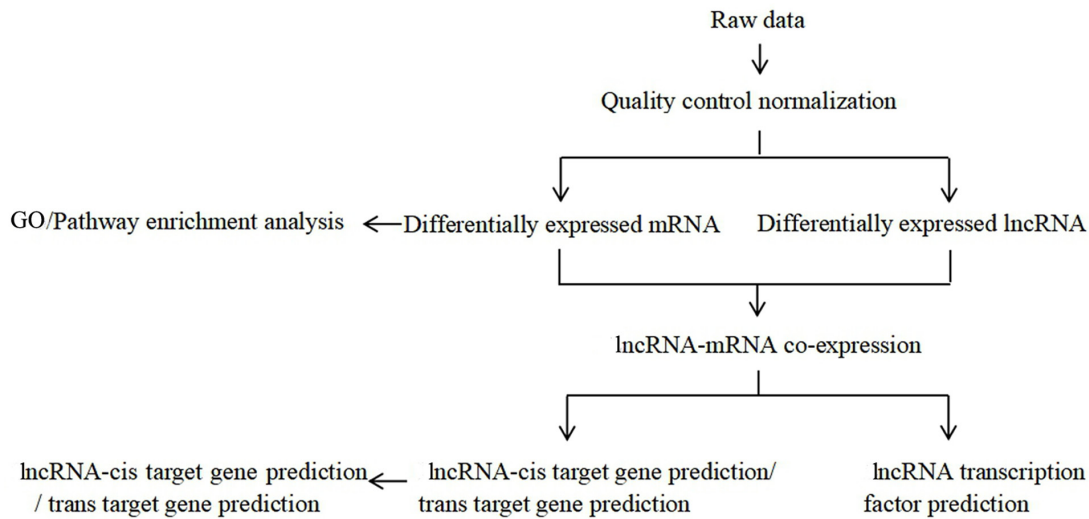 Raw data
Quality control normalization
GO/Pathway enrichment analysis
Differentially expressed mRNA
Differentially expressed lncRNA
lncRNA-mRNA co-expression
lncRNA-cis target gene prediction
/ trans target gene prediction
lncRNA-cis target gene prediction/
trans target gene prediction
lncRNA transcription
factor prediction